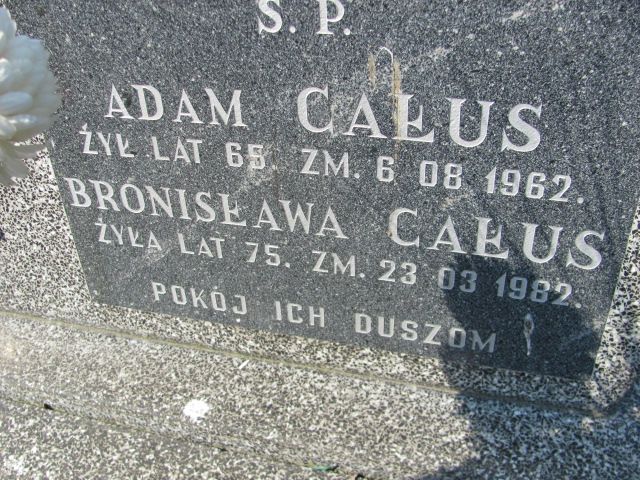 S. P.
ADAM CAŁUS
ŻYŁ LAT 65 ZM. 6 08 1962.
BRONISŁAWA CAŁUS
ŻYŁA LAT 75. ZM. 23 03 1982.
POKÓJ ICH DUSZOM